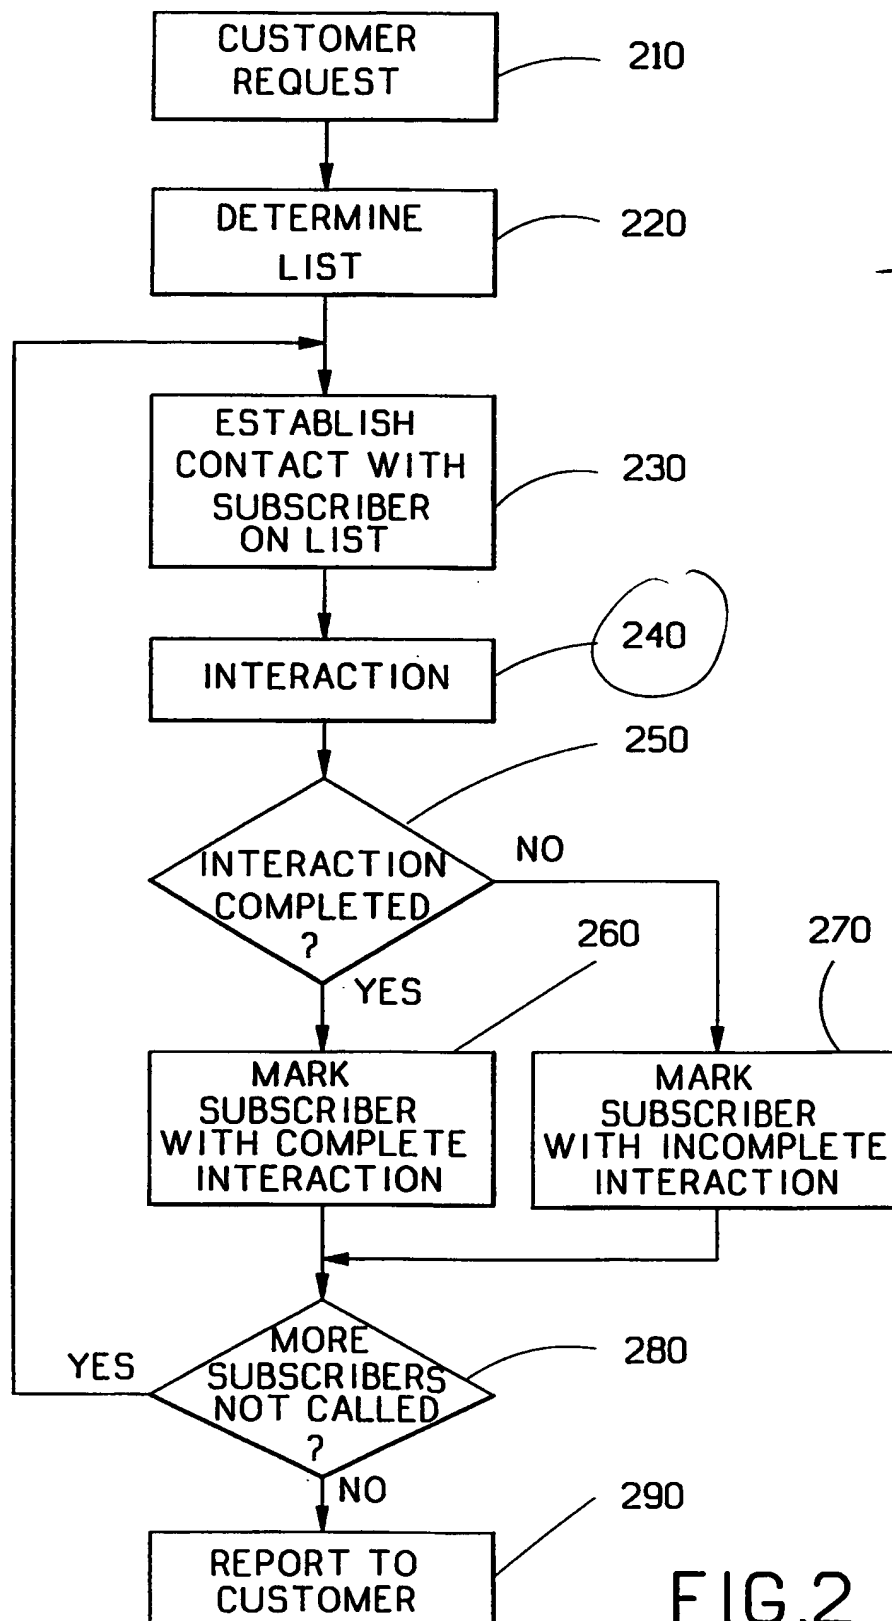 CUSTOMER
REQUEST
210
DETERMINE
LIST
220
ESTABLISH
CONTACT WITH
SUBSCRIBER
ON LIST
230
INTERACTION
240
250
INTERACTION
COMPLETED
?
NO
YES
260
270
MARK
SUBSCRIBER
WITH COMPLETE
INTERACTION
MARK
SUBSCRIBER
WITH INCOMPLETE
INTERACTION
MORE
SUBSCRIBERS
NOT CALLED
?
YES
280
NO
290
REPORT TO
CUSTOMER
FIG.2